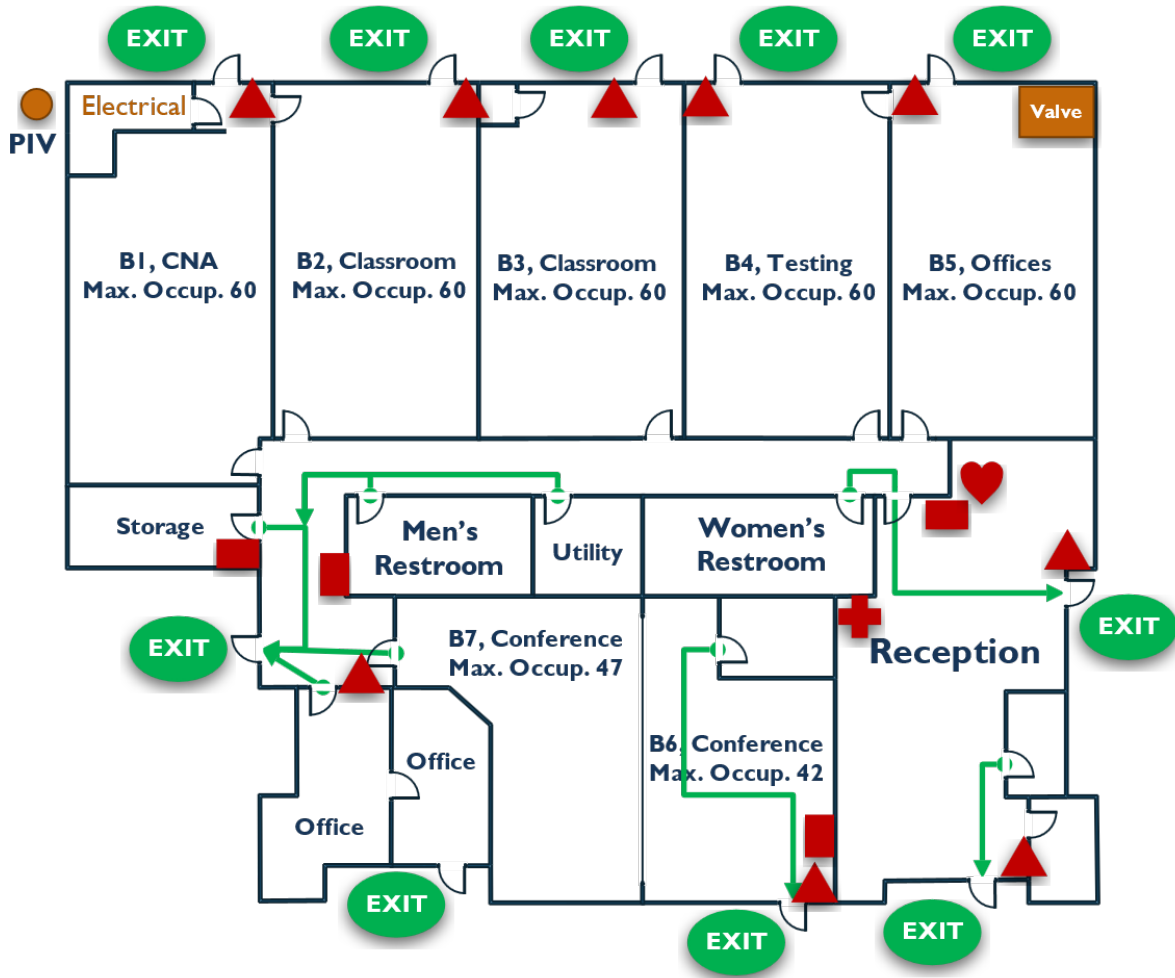 EXIT
EXIT
EXIT
EXIT
EXIT
Electrical
PIV
Valve
B1, CNA
Max. Occup. 60
B2, Classroom
Max. Occup. 60
B3, Classroom
Max. Occup. 60
B4, Testing
Max. Occup. 60
B5, Offices
Max. Occup. 60
Storage
Men's
Restroom
Utility
Women's
Restroom
EXIT
B7, Conference
Max. Occup. 47
Reception
EXIT
B6, Conference
Max. Occup. 42
Office
Office
EXIT
EXIT
EXIT